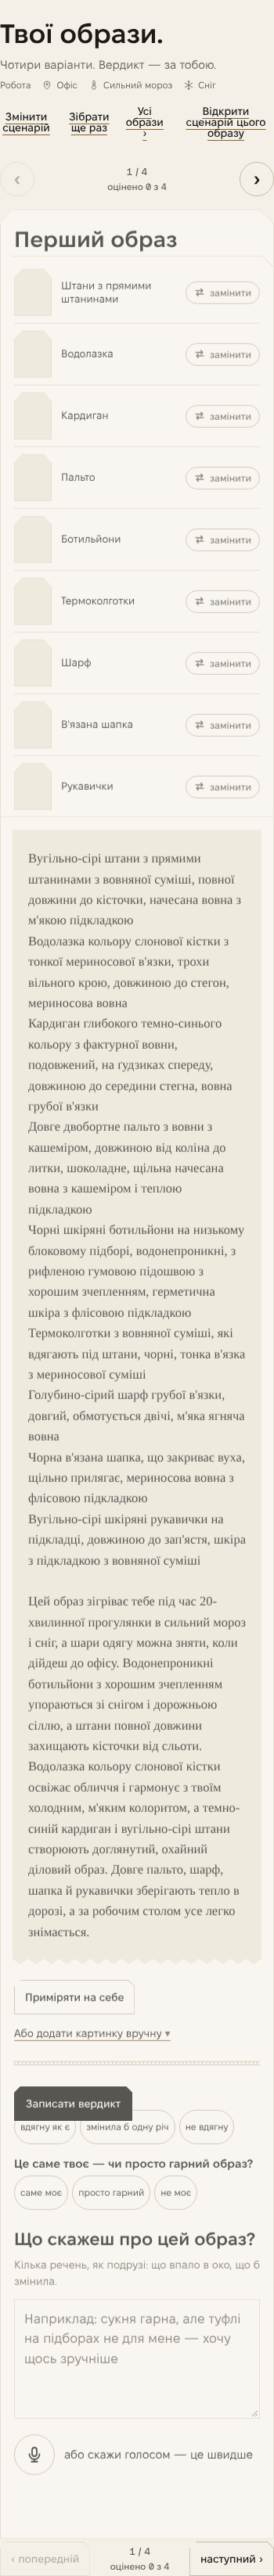 Твої образи.
Чотири варіанти. Вердикт — за тобою.
Робота Офіс Сильний мороз Сніг
Змінити
сценарій
Зібрати
ще раз
Усі
образи
›
Відкрити
сценарій цього
образу
‹
1 / 4
оцінено 0 з 4
›
Перший образ
Штани з прямими
штанинами
⇄ замінити
Водолазка
⇄ замінити
Кардиган
⇄ замінити
Пальто
⇄ замінити
Ботильйони
⇄ замінити
Термоколготки
⇄ замінити
Шарф
⇄ замінити
В'язана шапка
⇄ замінити
Рукавички
⇄ замінити
Вугільно-сірі штани з прямими
штанинами з вовняної суміші, повної
довжини до кісточки, начесана вовна з
м'якою підкладкою
Водолазка кольору слонової кістки з
тонкої мериносової в'язки, трохи
вільного крою, довжиною до стегон,
мериносова вовна
Кардиган глибокого темно-синього
кольору з фактурної вовни,
подовжений, на ґудзиках спереду,
довжиною до середини стегна, вовна
грубої в'язки
Довге двобортне пальто з вовни з
кашеміром, довжиною від коліна до
литки, шоколадне, щільна начесана
вовна з кашеміром і теплою
підкладкою
Чорні шкіряні ботильйони на низькому
блоковому підборі, водонепроникні, з
рифленою гумовою підошвою з
хорошим зчепленням, герметична
шкіра з флісовою підкладкою
Термоколготки з вовняної суміші, які
вдягають під штани, чорні, тонка в'язка
з мериносової суміші
Голубино-сірий шарф грубої в'язки,
довгий, обмотується двічі, м'яка ягняча
вовна
Чорна в'язана шапка, що закриває вуха,
щільно прилягає, мериносова вовна з
флісовою підкладкою
Вугільно-сірі шкіряні рукавички на
підкладці, довжиною до зап'ястя, шкіра
з підкладкою з вовняної суміші
Цей образ зігріває тебе під час 20-
хвилинної прогулянки в сильний мороз
і сніг, а шари одягу можна зняти, коли
дійдеш до офісу. Водонепроникні
ботильйони з хорошим зчепленням
упораються зі снігом і дорожньою
сіллю, а штани повної довжини
захищають кісточки від сльоти.
Водолазка кольору слонової кістки
освіжає обличчя і гармонує з твоїм
холодним, м'яким колоритом, а темно-
синій кардиган і вугільно-сірі штани
створюють доглянутий, охайний
діловий образ. Довге пальто, шарф,
шапка й рукавички зберігають тепло в
дорозі, а за робочим столом усе легко
знімається.
Приміряти на себе
Або додати картинку вручну ▾
Записати вердикт
вдягну як є
змінила б одну річ
не вдягну
Це саме твоє — чи просто гарний образ?
саме моє
просто гарний
не моє
Що скажеш про цей образ?
Кілька речень, як подрузі: що впало в око, що б
змінила.
Наприклад: сукня гарна, але туфлі
на підборах не для мене — хочу
щось зручніше
або скажи голосом — це швидше
‹ попередній
1 / 4
оцінено 0 з 4
наступний ›